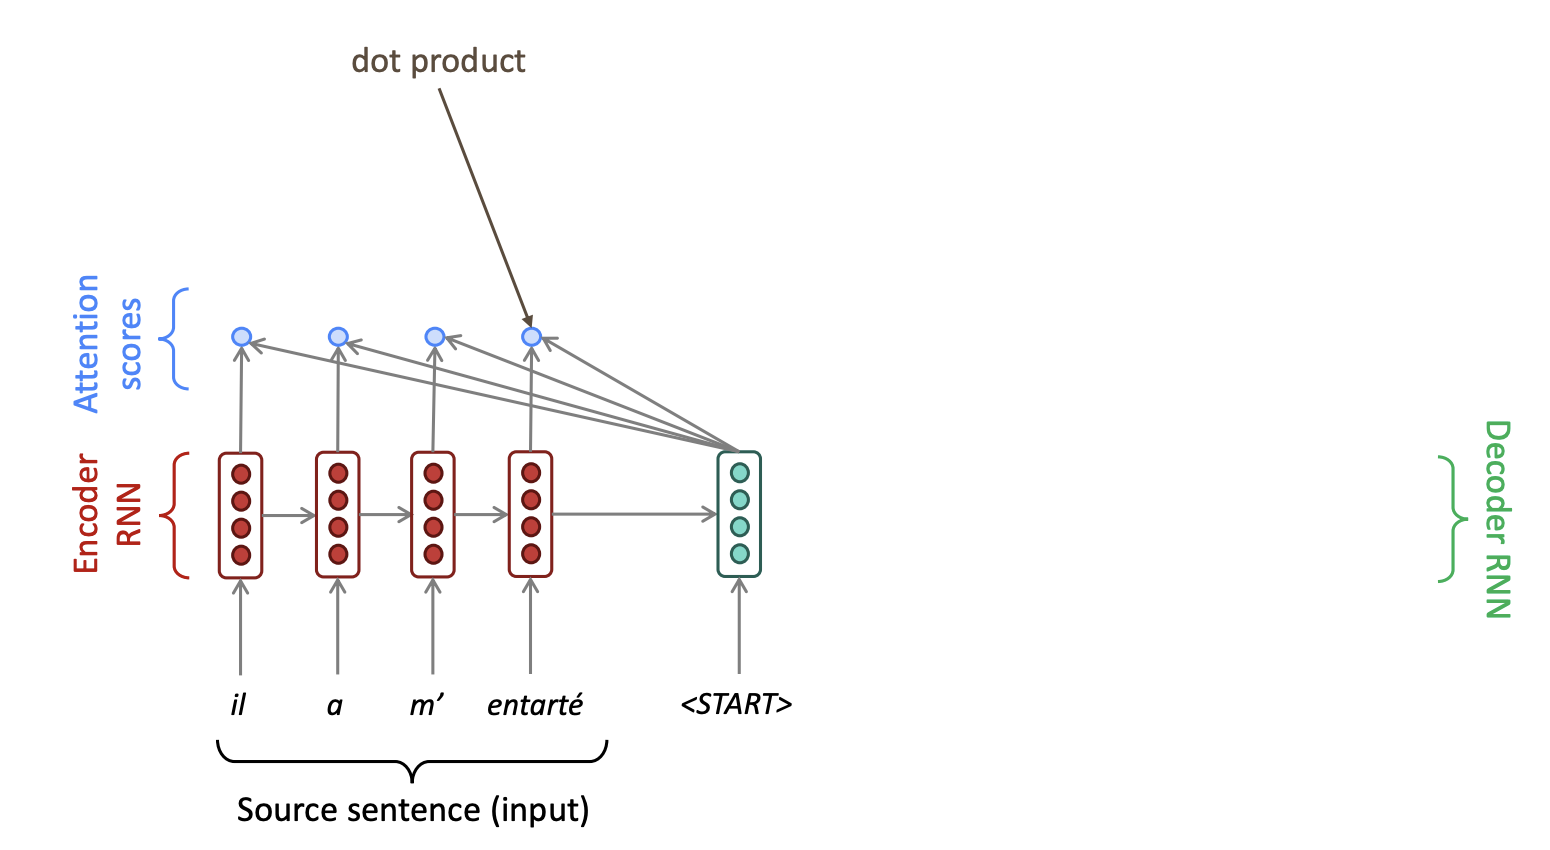 dot product
Attention
scores
Encoder
RNN
Decoder RNN
il a m’ entarté <START>
Source sentence (input)